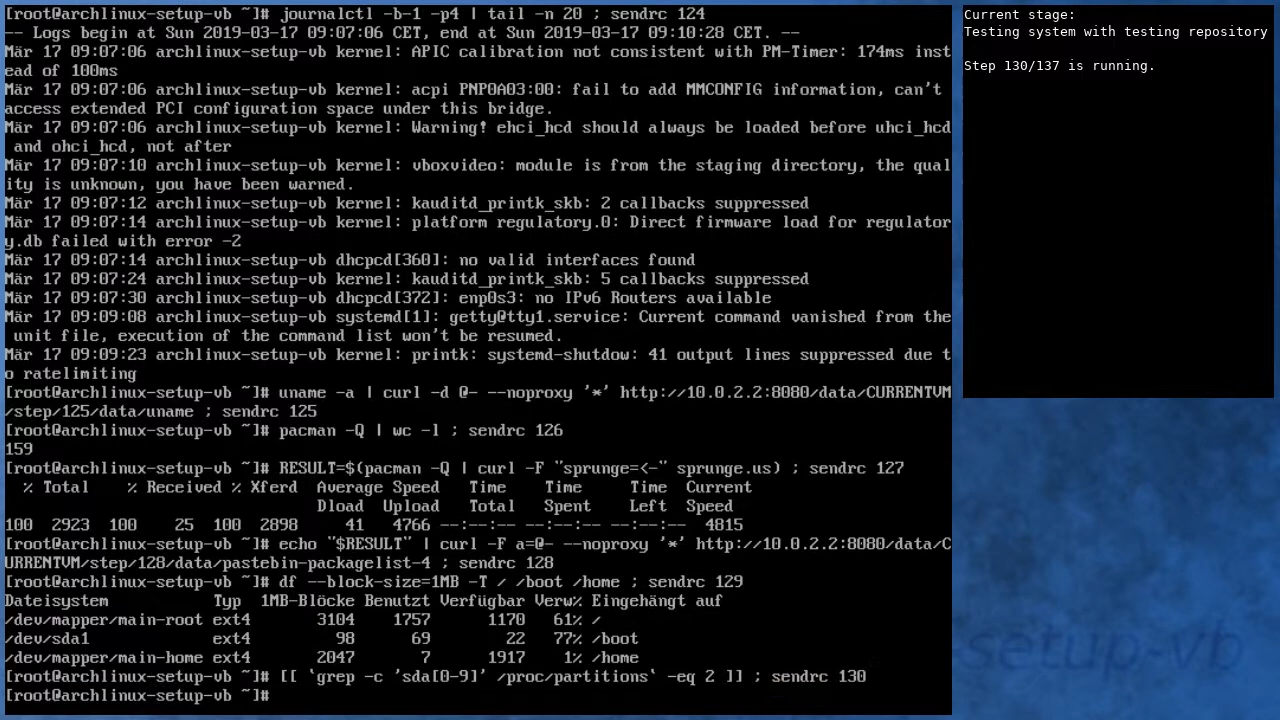 [root@archlinux-setup-vb ~]# journalctl -b-1 -p4 | tail -n 20 ; sendrc 124
-- Logs begin at Sun 2019-03-17 09:07:06 CET, end at Sun 2019-03-17 09:10:28 CET. --
Mär 17 09:07:06 archlinux-setup-vb kernel: APIC calibration not consistent with PM-Timer: 174ms inst
ead of 100ms
Mär 17 09:07:06 archlinux-setup-vb kernel: acpi PNP0A03:00: fail to add MMCONFIG information, can't
access extended PCI configuration space under this bridge.
Mär 17 09:07:06 archlinux-setup-vb kernel: Warning! ehci_hcd should always be loaded before uhci_hcd
 and ohci_hcd, not after
Mär 17 09:07:10 archlinux-setup-vb kernel: vboxvideo: module is from the staging directory, the qual
ity is unknown, you have been warned.
Mär 17 09:07:12 archlinux-setup-vb kernel: kauditd_printk_skb: 2 callbacks suppressed
Mär 17 09:07:14 archlinux-setup-vb kernel: platform regulatory.0: Direct firmware load for regulator
y.db failed with error -2
Mär 17 09:07:14 archlinux-setup-vb dhcpcd[360]: no valid interfaces found
Mär 17 09:07:24 archlinux-setup-vb kernel: kauditd_printk_skb: 5 callbacks suppressed
Mär 17 09:07:30 archlinux-setup-vb dhcpcd[372]: enp0s3: no IPv6 Routers available
Mär 17 09:09:08 archlinux-setup-vb systemd[1]: getty@tty1.service: Current command vanished from the
 unit file, execution of the command list won't be resumed.
Mär 17 09:09:23 archlinux-setup-vb kernel: printk: systemd-shutdow: 41 output lines suppressed due t
o ratelimiting
[root@archlinux-setup-vb ~]# uname -a | curl -d @- --noproxy '*' http://10.0.2.2:8080/data/CURRENTVM
/step/125/data/uname ; sendrc 125
[root@archlinux-setup-vb ~]# pacman -Q | wc -l ; sendrc 126
159
[root@archlinux-setup-vb ~]# RESULT=$(pacman -Q | curl -F "sprunge=<-" sprunge.us) ; sendrc 127
  % Total    % Received % Xferd  Average Speed   Time    Time     Time  Current
                                 Dload  Upload   Total   Spent    Left  Speed
100  2923  100    25  100  2898     41   4766 --:--:-- --:--:-- --:--:--  4815
[root@archlinux-setup-vb ~]# echo "$RESULT" | curl -F a=@- --noproxy '*' http://10.0.2.2:8080/data/C
URRENTVM/step/128/data/pastebin-packagelist-4 ; sendrc 128
[root@archlinux-setup-vb ~]# df --block-size=1MB -T / /boot /home ; sendrc 129
Dateisystem           Typ  1MB-Blöcke Benutzt Verfügbar Verw% Eingehängt auf
/dev/mapper/main-root ext4       3104    1757      1170   61% /
/dev/sda1             ext4         98      69        22   77% /boot
/dev/mapper/main-home ext4       2047       7      1917    1% /home
[root@archlinux-setup-vb ~]# [[ `grep -c 'sda[0-9]' /proc/partitions` -eq 2 ]] ; sendrc 130
[root@archlinux-setup-vb ~]#
Current stage:
Testing system with testing repository
Step 130/137 is running.
setup-vb